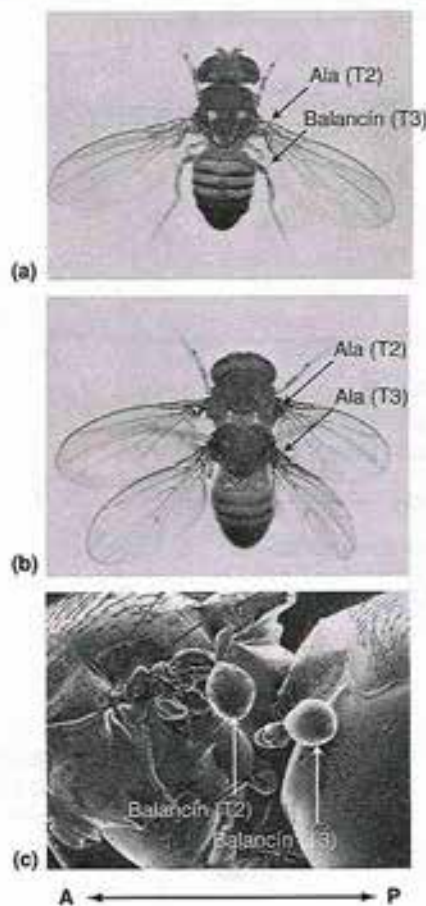 Ala (T2)
Balancín (T3)
(a)
Ala (T2)
Ala (T3)
(b)
Balancín (T2)
Balancín (T3)
(c)
A P